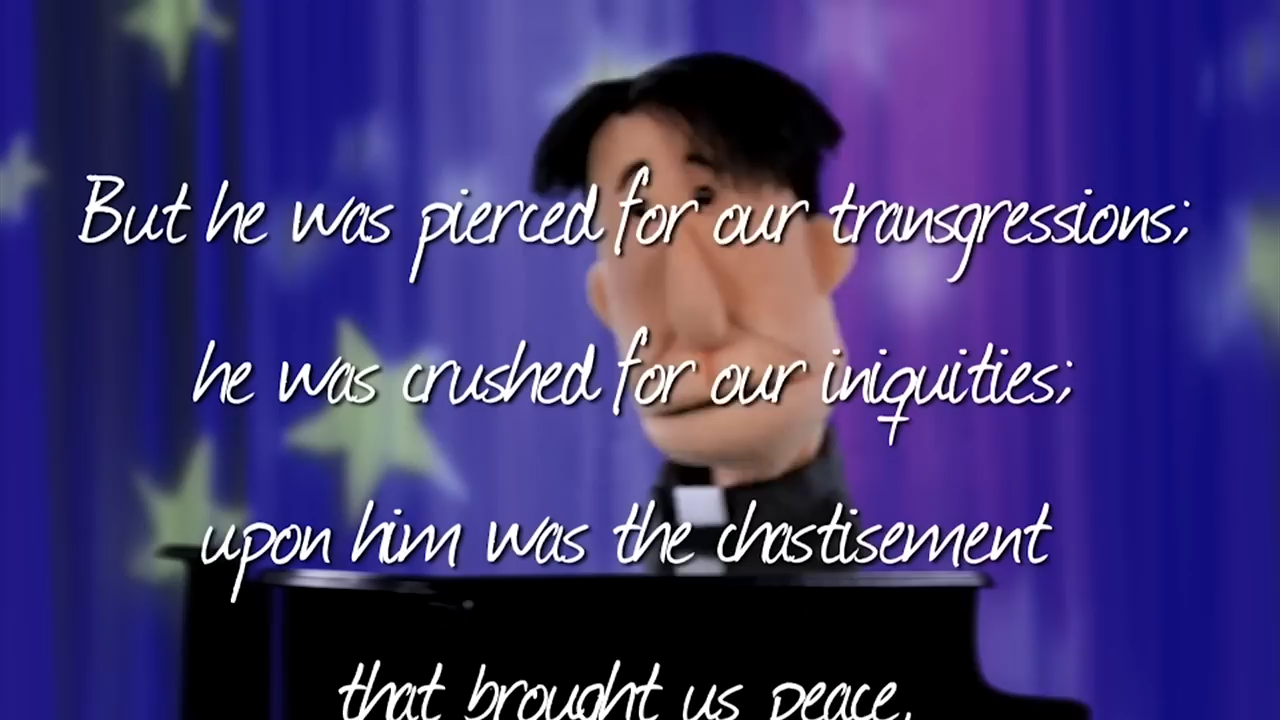 But he was pierced for our transgressions;
he was crushed for our iniquities;
upon him was the chastisement
that brought us peace,